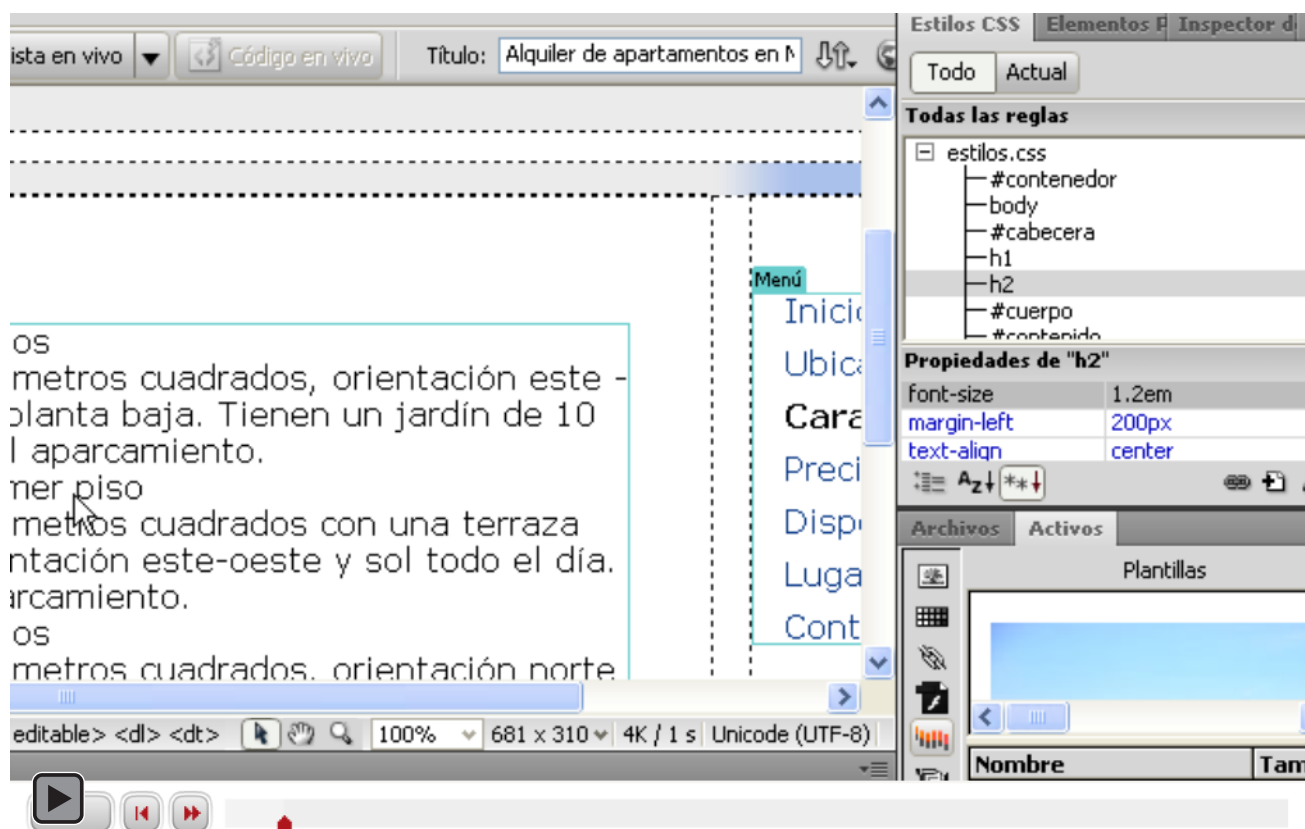 ista en vivo
Código en vivo
Título:
Alquiler de apartamentos en
Estilos CSS
Elementos P
Inspector d
Todo
Actual
Todas las reglas
estilos.css
#contenedor
body
#cabecera
h1
h2
#cuerpo
#contenido
Propiedades de "h2"
font-size 1.2em
margin-left 200px
text-align center
os
metros cuadrados, orientación este -
planta baja. Tienen un jardín de 10
l aparcamiento.
mer piso
metros cuadrados con una terraza
ntación este-oeste y sol todo el día.
arcamiento.
os
metros cuadrados, orientación norte
Menú
Inicio
Ubica
Cara
Preci
Disp
Luga
Cont
Archivos
Activos
Plantillas
Nombre
Tam
editable> <dl> <dt>
100%
681 x 310
4K / 1 s
Unicode (UTF-8)